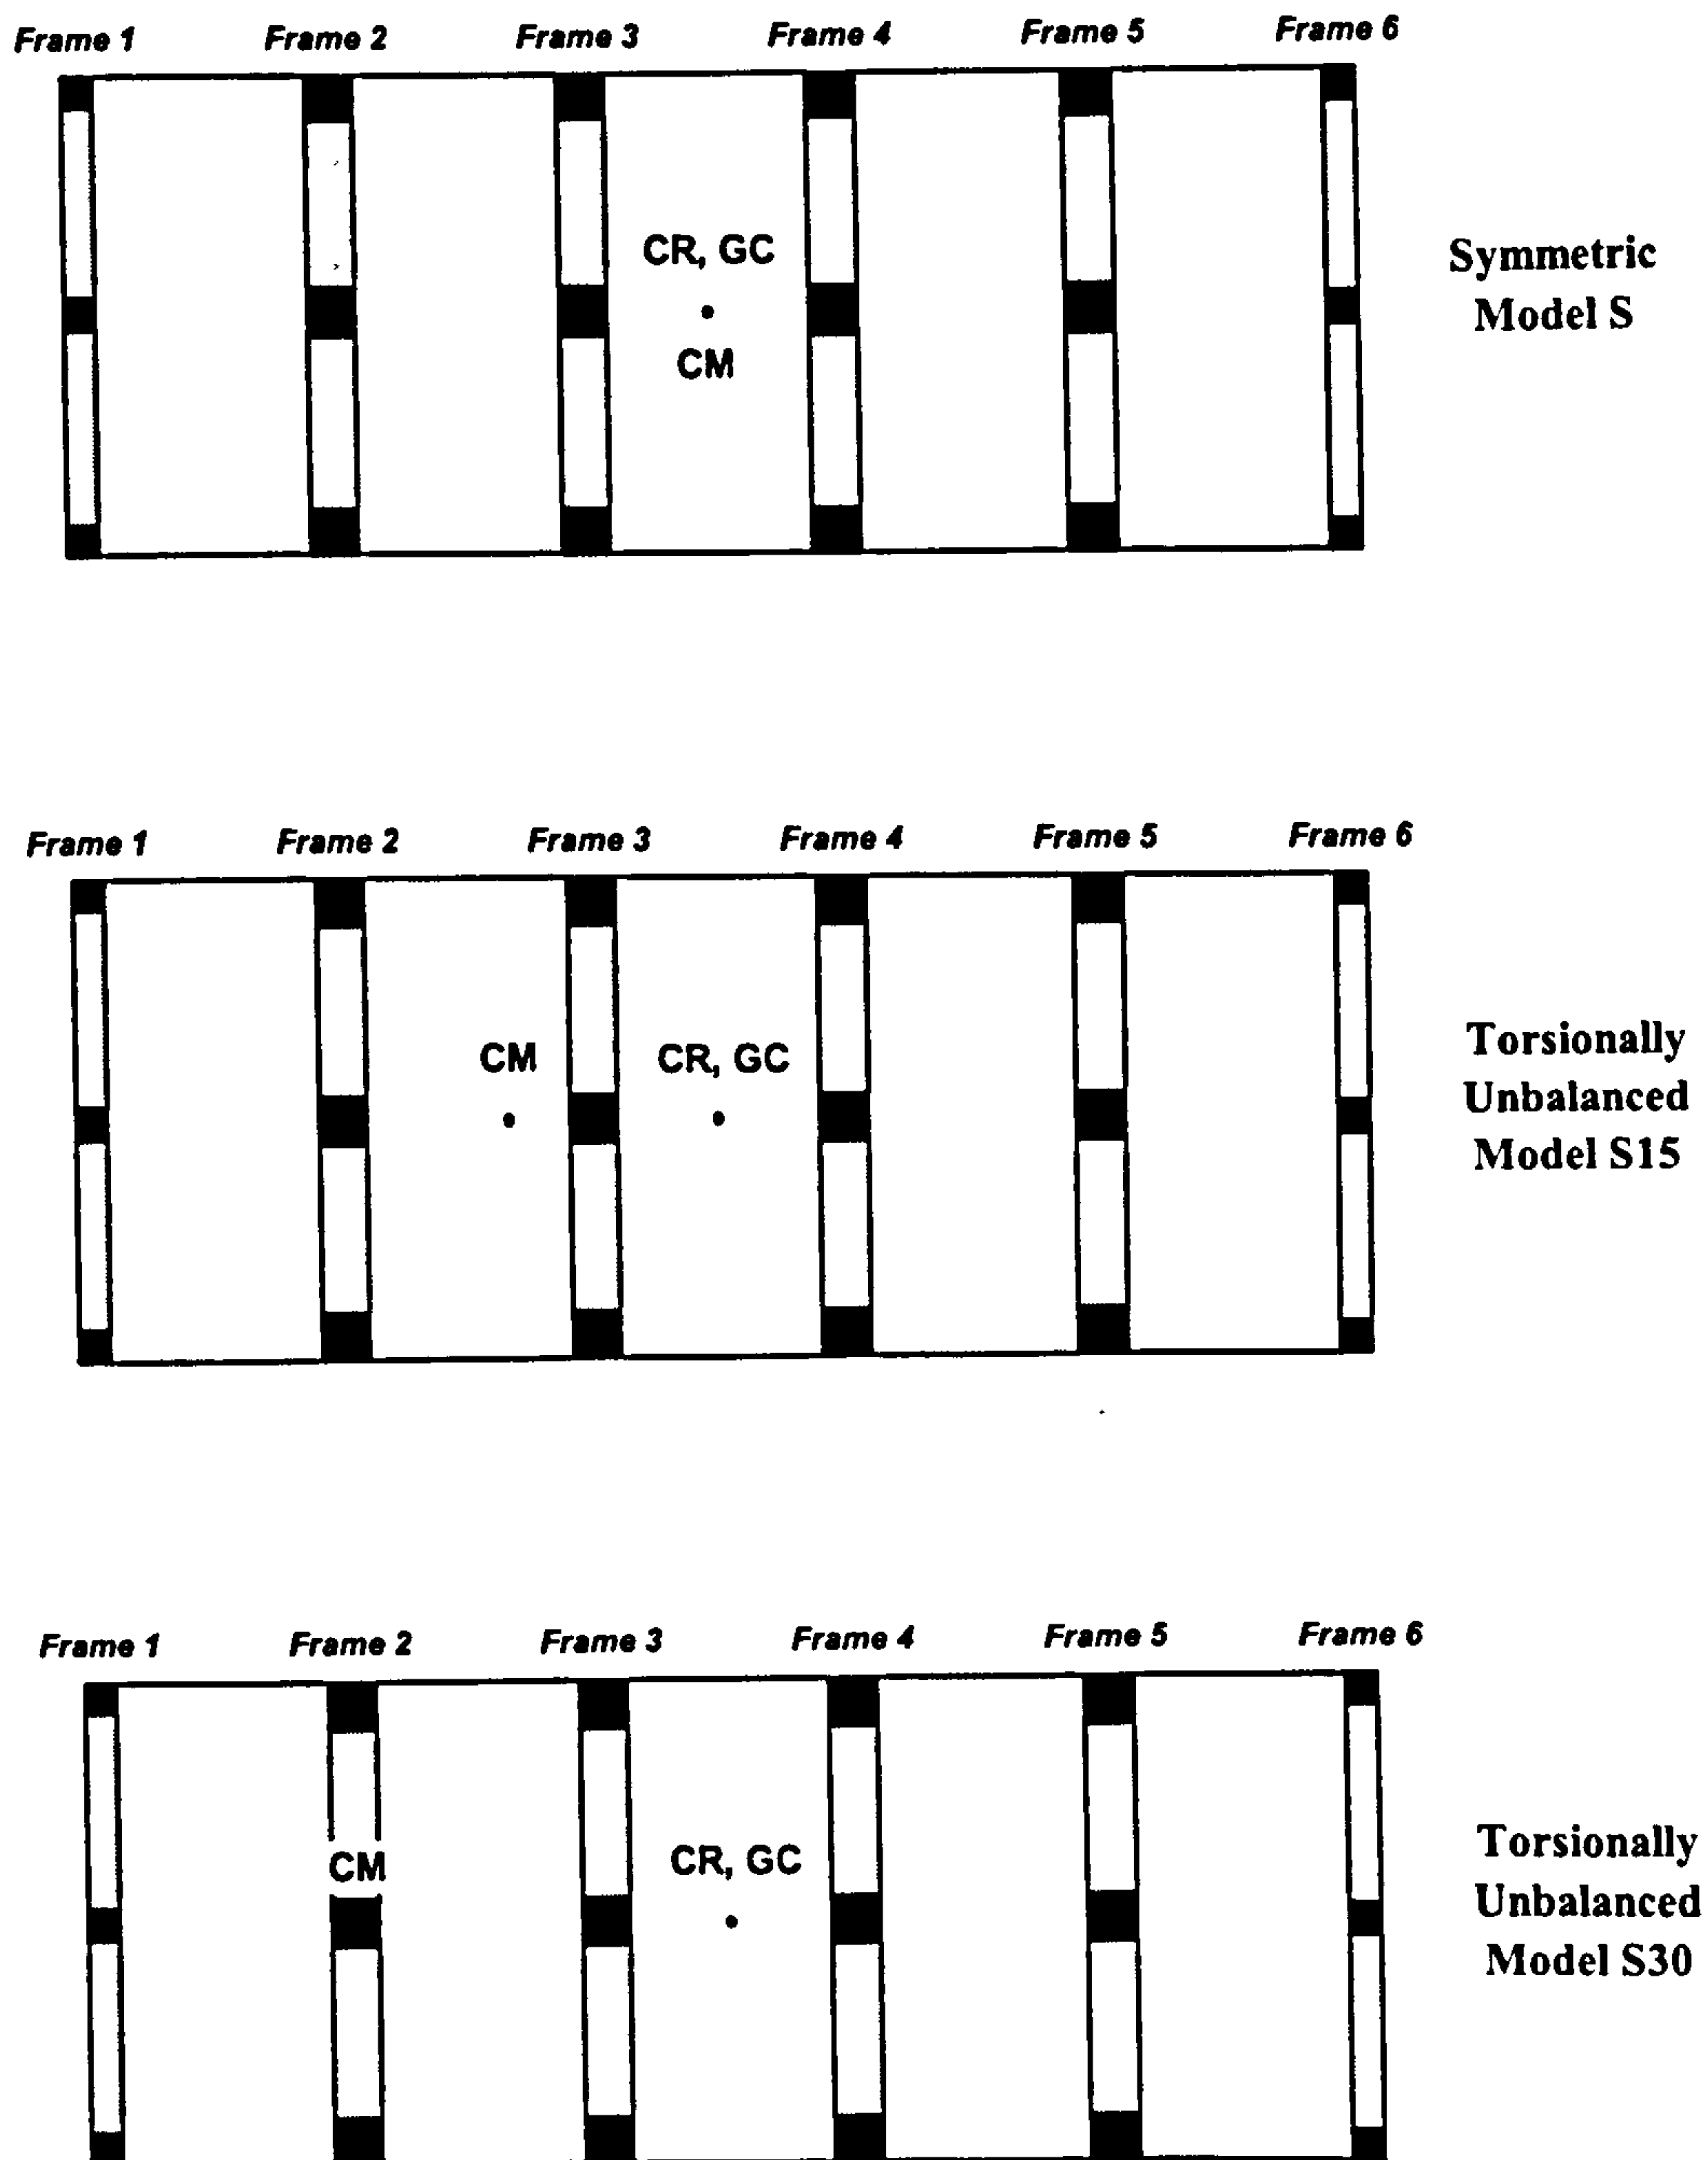 Frame 1 Frame 2 Frame 3 Frame 4 Frame 5 Frame 6
CR, GC
CM
Symmetric
Model S
Frame 1 Frame 2 Frame 3 Frame 4 Frame 5 Frame 6
CM CR, GC
Torsionally
Unbalanced
Model S15
Frame 1 Frame 2 Frame 3 Frame 4 Frame 5 Frame 6
CM CR, GC
Torsionally
Unbalanced
Model S30